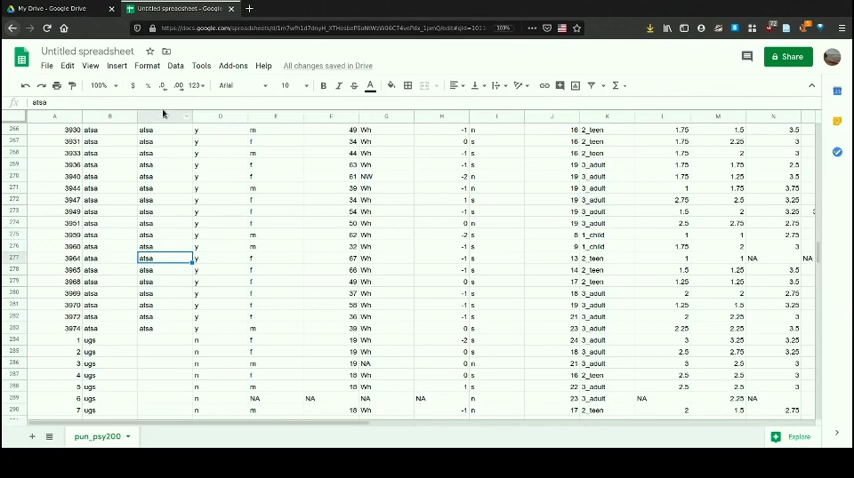 My Drive - Google Drive
Untitled spreadsheet - Google
Untitled spreadsheet
File Edit View Insert Format Data Tools Add-ons Help All changes saved in Drive
Share
100% $ % .0 .00 123 Arial 10
fx atsa
A B D E F G H I J K L M N
266 3930 atsa atsa y m 49 Wh -1 n 16 2_teen 1.75 1.5 3.5
267 3931 atsa atsa y f 34 Wh 0 s 16 2_teen 1.75 2.25 3
268 3933 atsa atsa y m 44 Wh -1 s 16 2_teen 1.75 2 3
269 3936 atsa atsa y f 63 Wh -1 s 19 3_adult 1.75 1.75 2.5
270 3940 atsa atsa y f 61 NW -2 n 19 3_adult 1.75 1.25 3.5
271 3944 atsa atsa y m 39 Wh -1 n 19 3_adult 1 1.75 3.75
272 3947 atsa atsa y f 34 Wh 1 s 19 3_adult 2.75 2.5 3.25
273 3949 atsa atsa y f 54 Wh -1 s 19 3_adult 1.5 2 3.25
274 3951 atsa atsa y f 50 Wh 0 n 19 3_adult 2.5 2.75 2.75
275 3959 atsa atsa y m 62 Wh -2 s 8 1_child 1 1 2.75
276 3960 atsa atsa y m 32 Wh -1 s 9 1_child 1.75 2 3
277 3964 atsa atsa y f 67 Wh -1 s 13 2_teen 1 1 NA NA
278 3965 atsa atsa y f 66 Wh -1 s 14 2_teen 1.5 1.25 3.5
279 3968 atsa atsa y f 49 Wh 0 s 17 2_teen 1.25 1.25 3.5
280 3969 atsa atsa y f 37 Wh -1 s 18 3_adult 2 2 2.75
281 3970 atsa atsa y f 58 Wh -1 s 19 3_adult 1.25 1.5 3.5
282 3972 atsa atsa y f 36 Wh -1 s 21 3_adult 2 2.25 3
283 3974 atsa atsa y m 39 Wh 0 s 23 3_adult 2.25 2.25 3.5
284 1 ugs n f 19 Wh -2 s 24 3_adult 3 3.25 3.25
285 2 ugs n f 19 Wh 0 s 18 3_adult 2.5 2.75 3.25
286 3 ugs n m 19 NA 0 n 21 3_adult 3 2.5 3
287 4 ugs n f 18 Wh 0 s 16 2_teen 2.5 2.5 3
288 5 ugs n m 18 Wh 1 s 22 3_adult 2.5 2.5 3
289 6 ugs n NA NA NA NA n 23 3_adult NA 2.25 NA
290 7 ugs n m 18 Wh -1 n 17 2_teen 2 1.5 2.75
pun_psy200
Explore